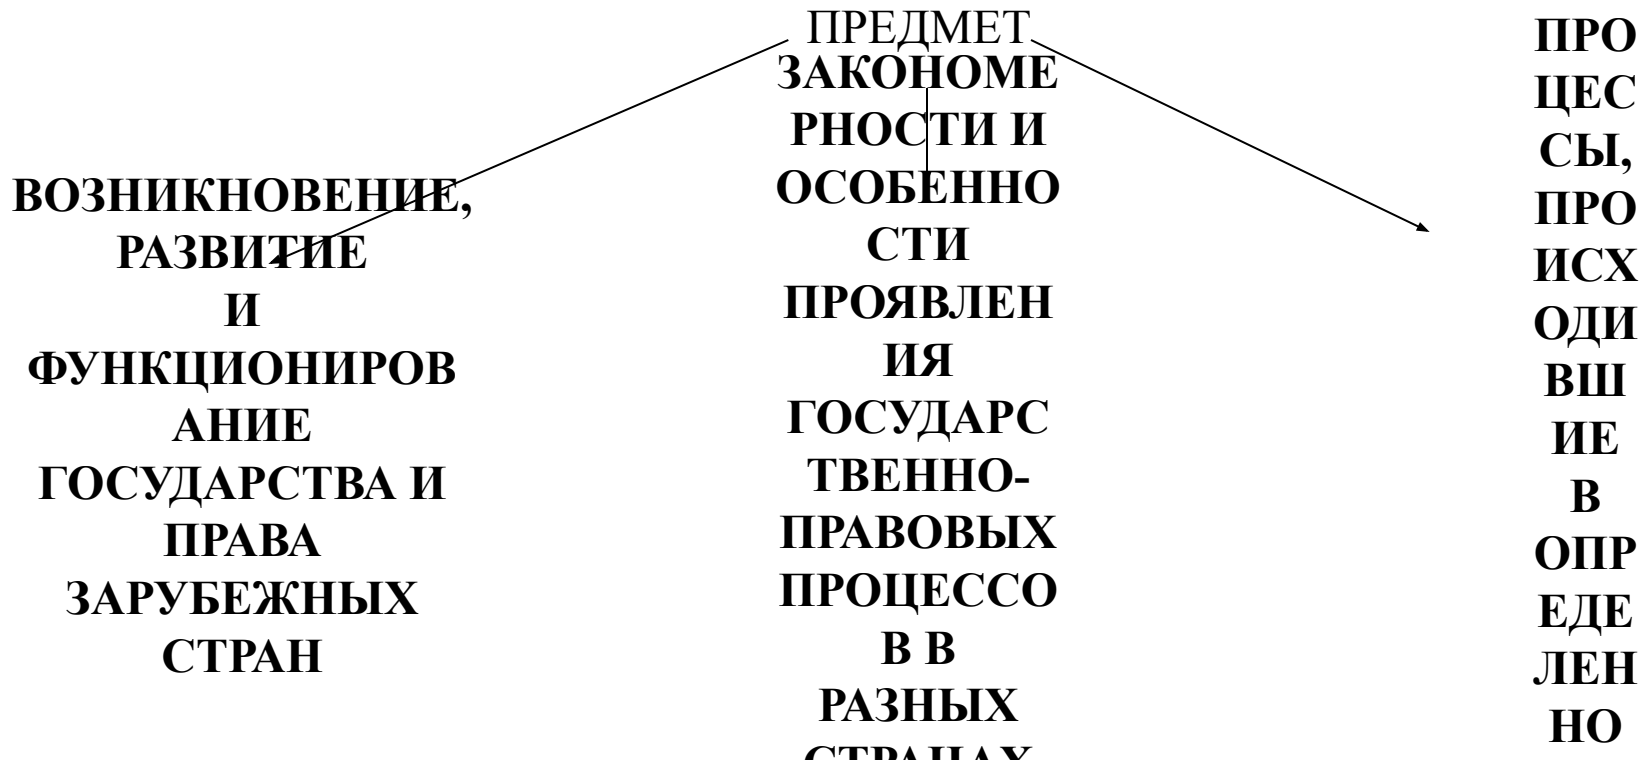 ПРЕДМЕТ
ВОЗНИКНОВЕНИЕ,
РАЗВИТИЕ
И
ФУНКЦИОНИРОВ
АНИЕ
ГОСУДАРСТВА И
ПРАВА
ЗАРУБЕЖНЫХ
СТРАН
ЗАКОНОМЕ
РНОСТИ И
ОСОБЕННО
СТИ
ПРОЯВЛЕН
ИЯ
ГОСУДАРС
ТВЕННО-
ПРАВОВЫХ
ПРОЦЕССО
В В
РАЗНЫХ
СТРАНАХ
ПРО
ЦЕС
СЫ,
ПРО
ИСХ
ОДИ
ВШ
ИЕ
В
ОПР
ЕДЕ
ЛЕН
НО